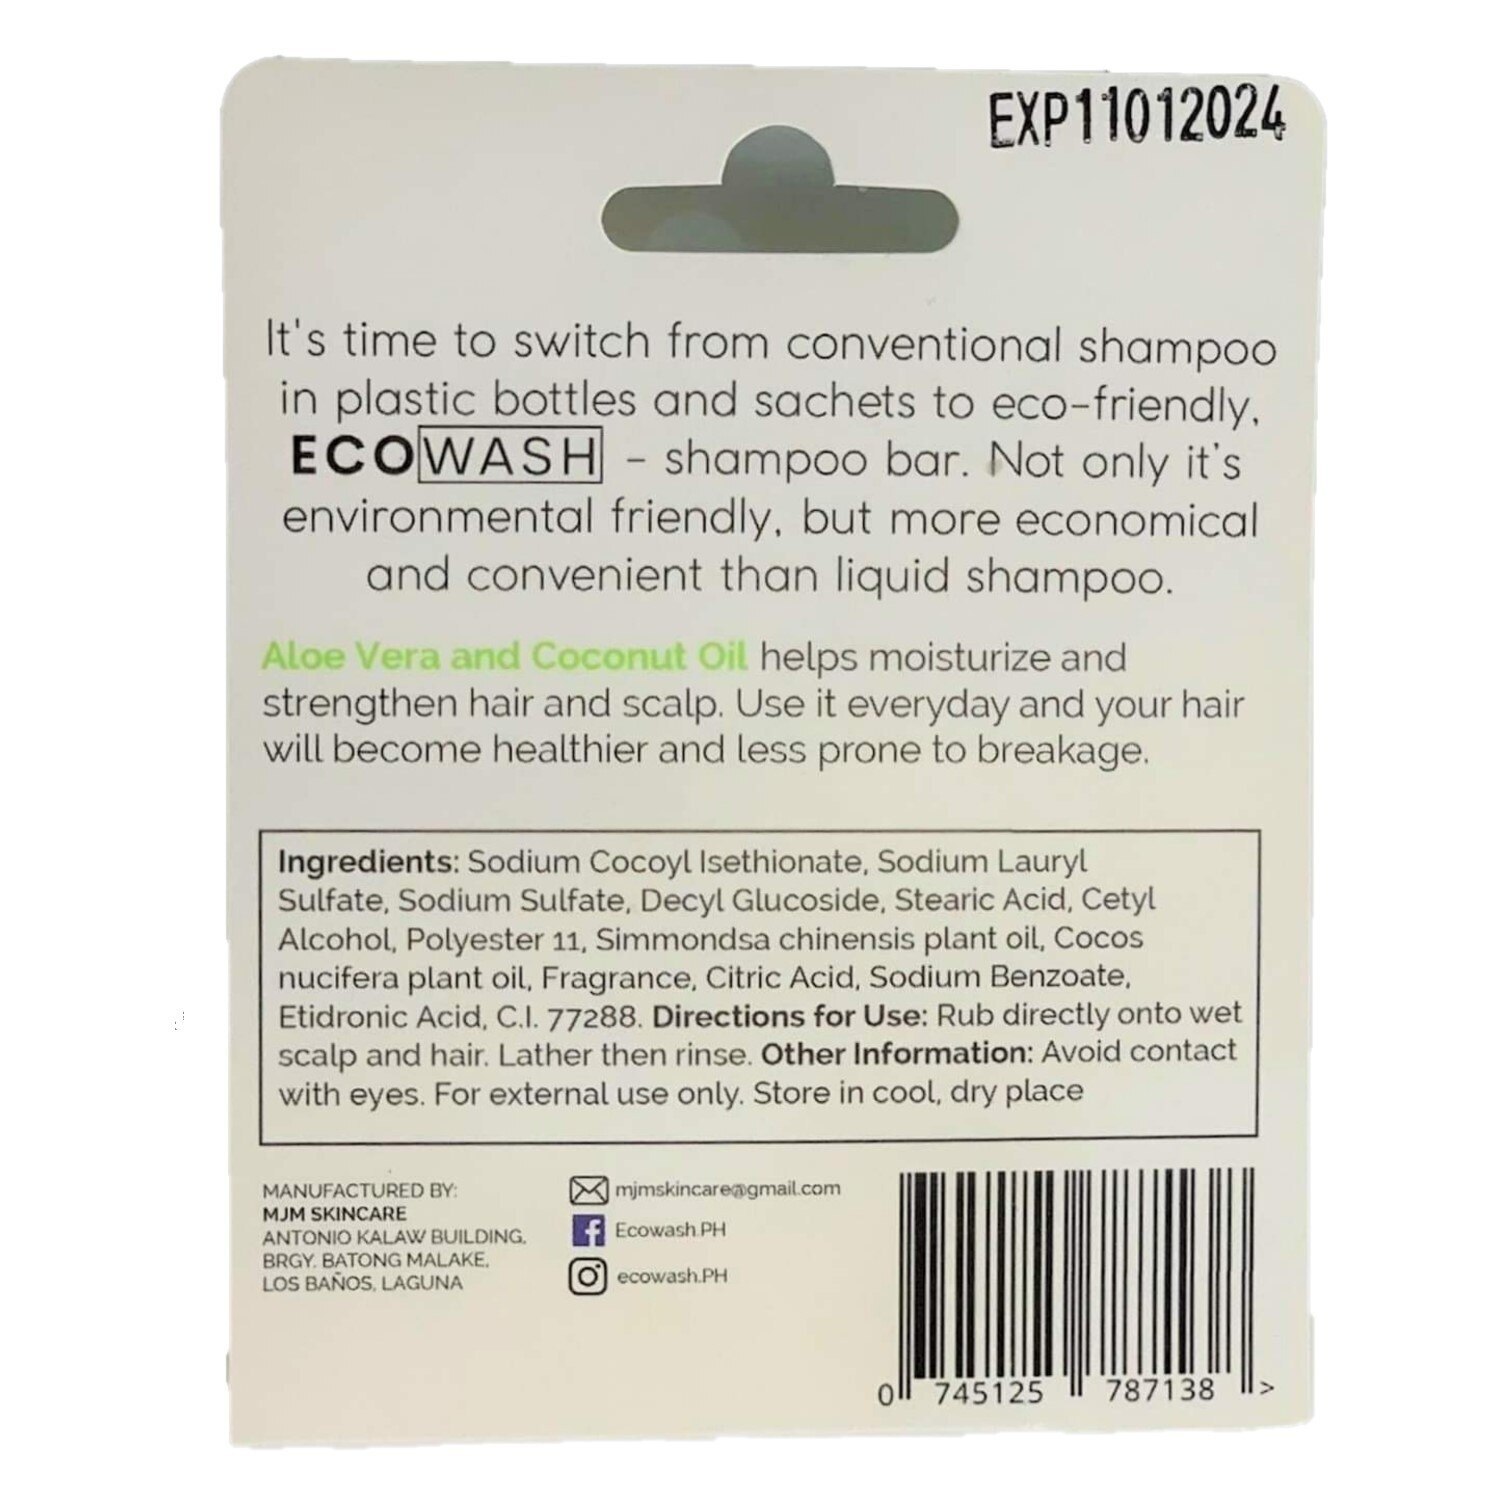 EXP11012024
It's time to switch from conventional shampoo
in plastic bottles and sachets to eco-friendly,
ECOWASH - shampoo bar. Not only it's
environmental friendly, but more economical
and convenient than liquid shampoo.
Aloe Vera and Coconut Oil helps moisturize and
strengthen hair and scalp. Use it everyday and your hair
will become healthier and less prone to breakage.
Ingredients: Sodium Cocoyl Isethionate, Sodium Lauryl
Sulfate, Sodium Sulfate, Decyl Glucoside, Stearic Acid, Cetyl
Alcohol, Polyester 11, Simmondsa chinensis plant oil, Cocos
nucifera plant oil, Fragrance, Citric Acid, Sodium Benzoate,
Etidronic Acid, C.I. 77288. Directions for Use: Rub directly onto wet
scalp and hair. Lather then rinse. Other Information: Avoid contact
with eyes. For external use only. Store in cool, dry place
MANUFACTURED BY:
MJM SKINCARE
ANTONIO KALAW BUILDING,
BRGY. BATONG MALAKE,
LOS BAÑOS, LAGUNA
mjmskincare@gmail.com
Ecowash.PH
ecowash.PH
0 745125 787138 >